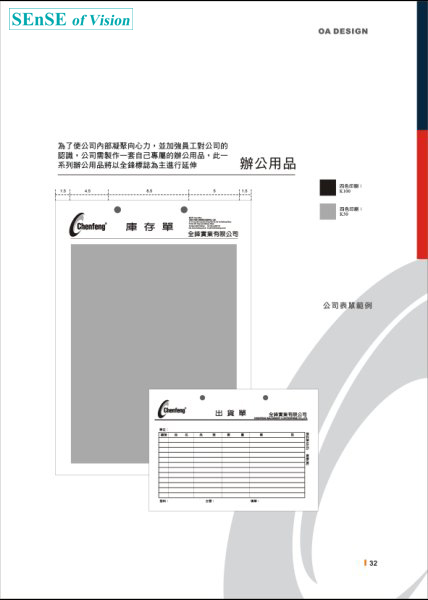 SEnSE of Vision
OA DESIGN
為了使公司內部凝聚向心力，並加強員工對公司的
認識，公司需製作一套自己專屬的辦公用品，此一
系列辦公用品將以全鋒標誌為主進行延伸
辦公用品
四色印刷：
K100
四色印刷：
K50
1.5 4.5 8.5 5 1.5
Chenfeng
庫存單
全鋒實業有限公司
公司表單範例
Chenfeng
出貨單
全鋒實業有限公司
32